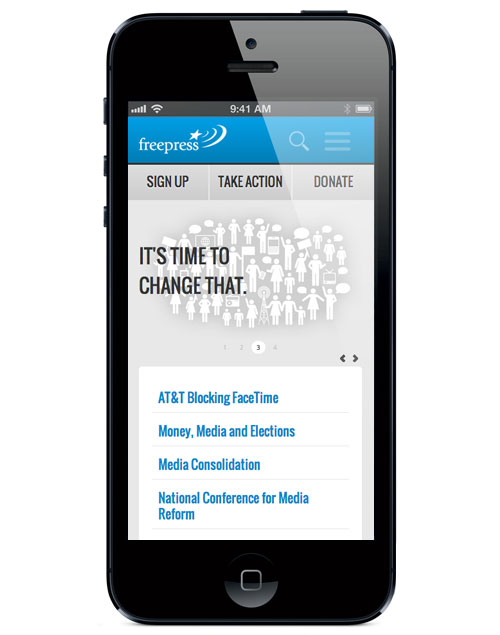 9:41 AM
freepress
SIGN UP TAKE ACTION DONATE
IT'S TIME TO
CHANGE THAT.
1 2 3 4
AT&T Blocking FaceTime
Money, Media and Elections
Media Consolidation
National Conference for Media
Reform